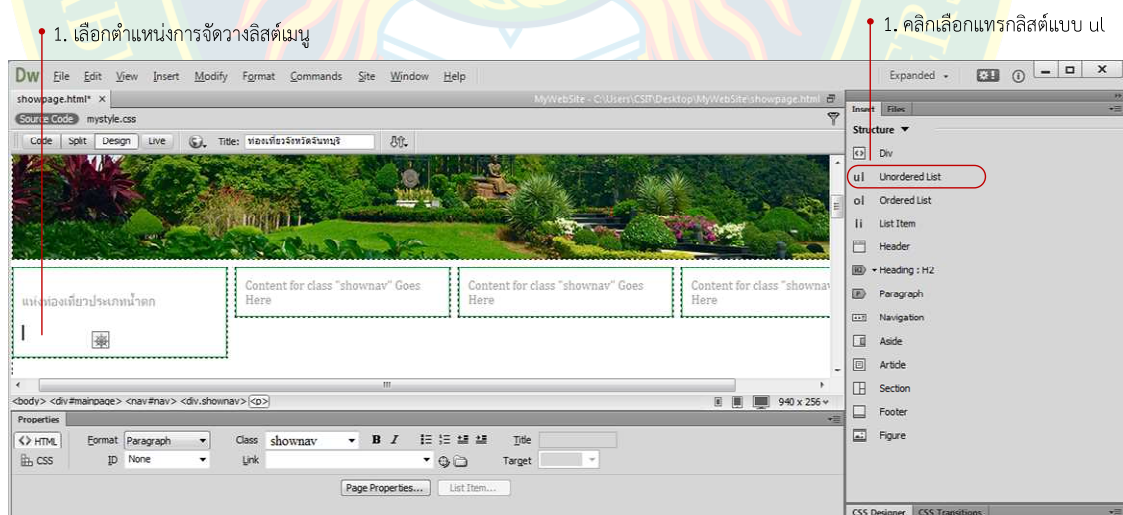 1. เลือกตำแหน่งการจัดวางลิสต์เมนู
1. คลิกเลือกแทรกลิสต์แบบ ul
Dw File Edit View Insert Modify Format Commands Site Window Help
Expanded
showpage.html* × MyWebSite - C:\Users\CSIT\Desktop\MyWebSite\showpage.html
Source Code mystyle.css
Code Split Design Live Title: ท่องเที่ยวจังหวัดจันทบุรี
Insert Files
Structure
Div
ul Unordered List
ol Ordered List
li List Item
Header
Heading : H2
Paragraph
Navigation
Aside
Article
Section
Footer
Figure
แหล่งท่องเที่ยวประเภทน้ำตก
Content for class "shownav" Goes
Here
Content for class "shownav" Goes
Here
Content for class "shownav
Here
<body> <div#mainpage> <nav#nav> <div.shownav> <p>
940 x 256
Properties
<> HTML Format Paragraph Class shownav B I Title
CSS ID None Link Target
Page Properties... List Item...
CSS Designer CSS Transitions